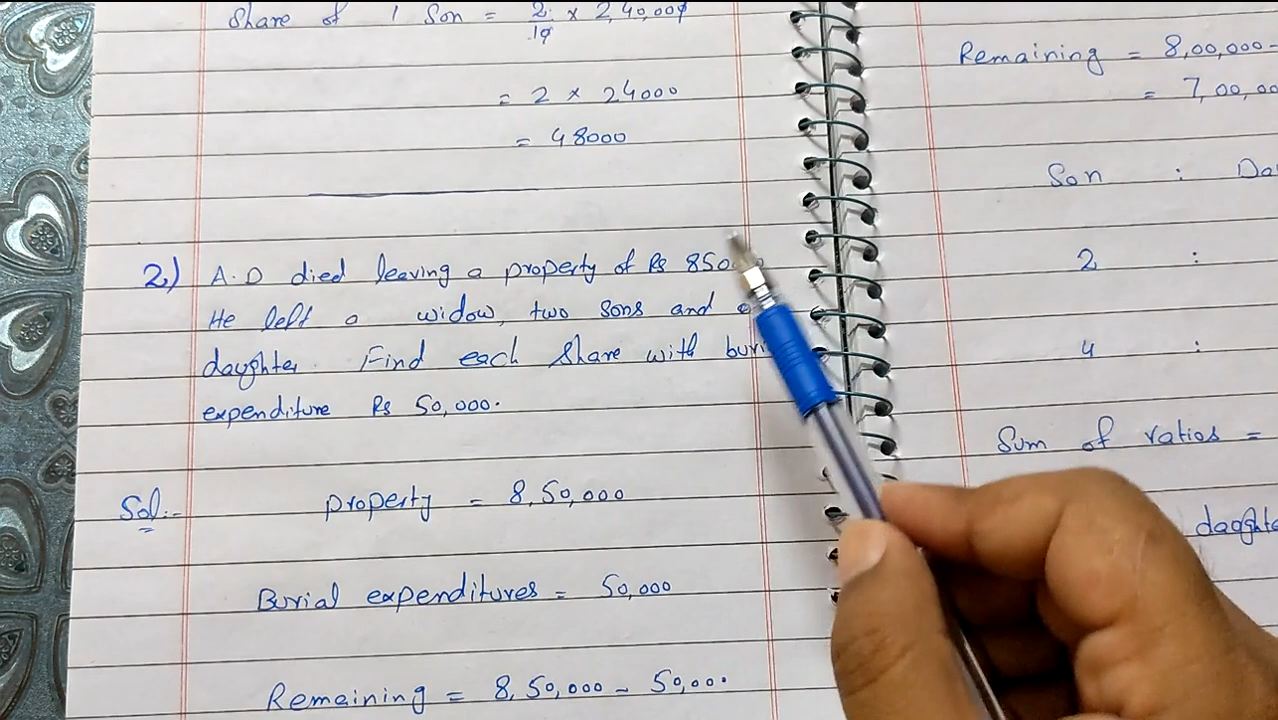 Share of 1 Son = 2/10 × 2,40,000
= 2 × 24000
= 48000
2.) A.D died leaving a property of Rs 850
He left a widow, two sons and a
daughter. Find each share with buri
expenditure Rs 50,000.
Sol:-
property = 8,50,000
Burial expenditures = 50,000
Remaining = 8,50,000 - 50,000
Remaining = 8,00,000 -
= 7,00,00
Son : Da
2 :
4 :
Sum of ratios =
daughte